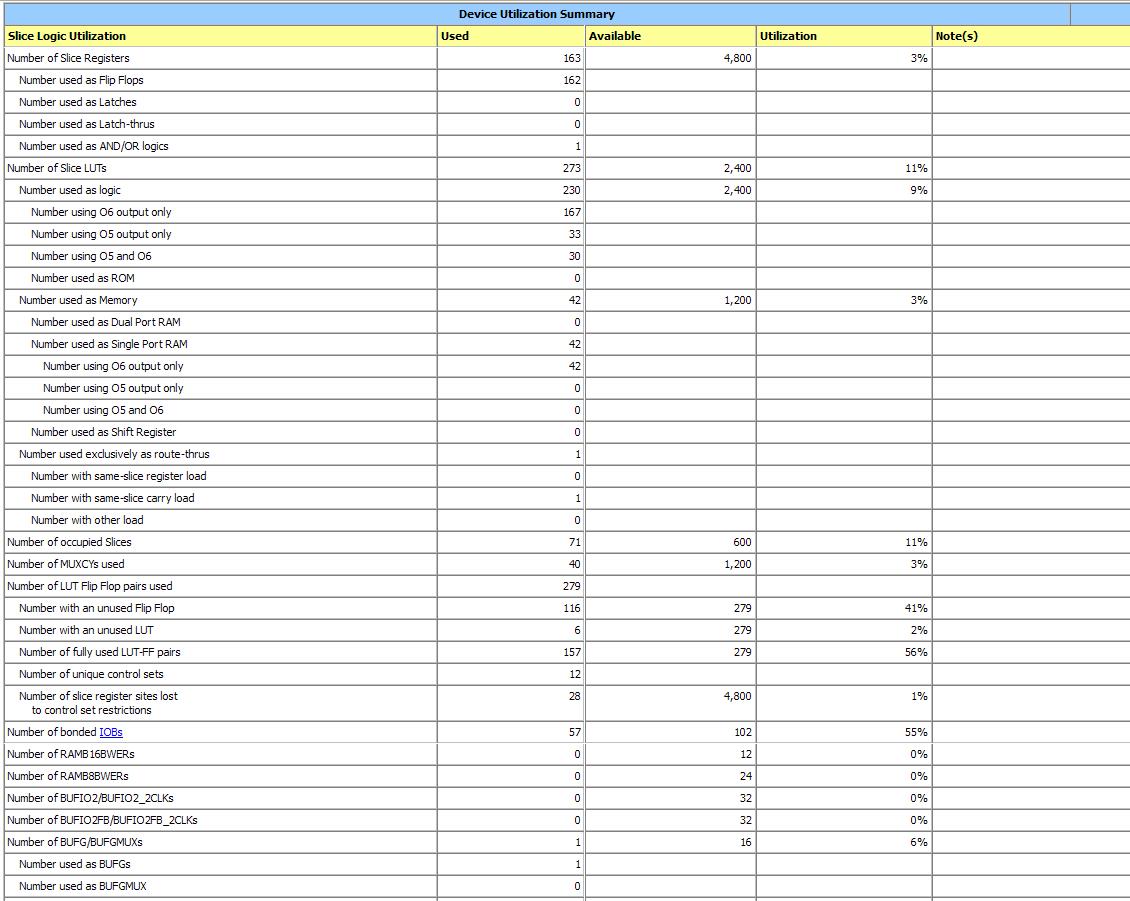 Device Utilization Summary
Slice Logic Utilization Used Available Utilization Note(s)
Number of Slice Registers 163 4,800 3%
Number used as Flip Flops 162
Number used as Latches 0
Number used as Latch-thrus 0
Number used as AND/OR logics 1
Number of Slice LUTs 273 2,400 11%
Number used as logic 230 2,400 9%
Number using O6 output only 167
Number using O5 output only 33
Number using O5 and O6 30
Number used as ROM 0
Number used as Memory 42 1,200 3%
Number used as Dual Port RAM 0
Number used as Single Port RAM 42
Number using O6 output only 42
Number using O5 output only 0
Number using O5 and O6 0
Number used as Shift Register 0
Number used exclusively as route-thrus 1
Number with same-slice register load 0
Number with same-slice carry load 1
Number with other load 0
Number of occupied Slices 71 600 11%
Number of MUXCYs used 40 1,200 3%
Number of LUT Flip Flop pairs used 279
Number with an unused Flip Flop 116 279 41%
Number with an unused LUT 6 279 2%
Number of fully used LUT-FF pairs 157 279 56%
Number of unique control sets 12
Number of slice register sites lost 28 4,800 1%
to control set restrictions
Number of bonded IOBs 57 102 55%
Number of RAMB16BWERs 0 12 0%
Number of RAMB8BWERs 0 24 0%
Number of BUFIO2/BUFIO2_2CLKs 0 32 0%
Number of BUFIO2FB/BUFIO2FB_2CLKs 0 32 0%
Number of BUFG/BUFGMUXs 1 16 6%
Number used as BUFGs 1
Number used as BUFGMUX 0